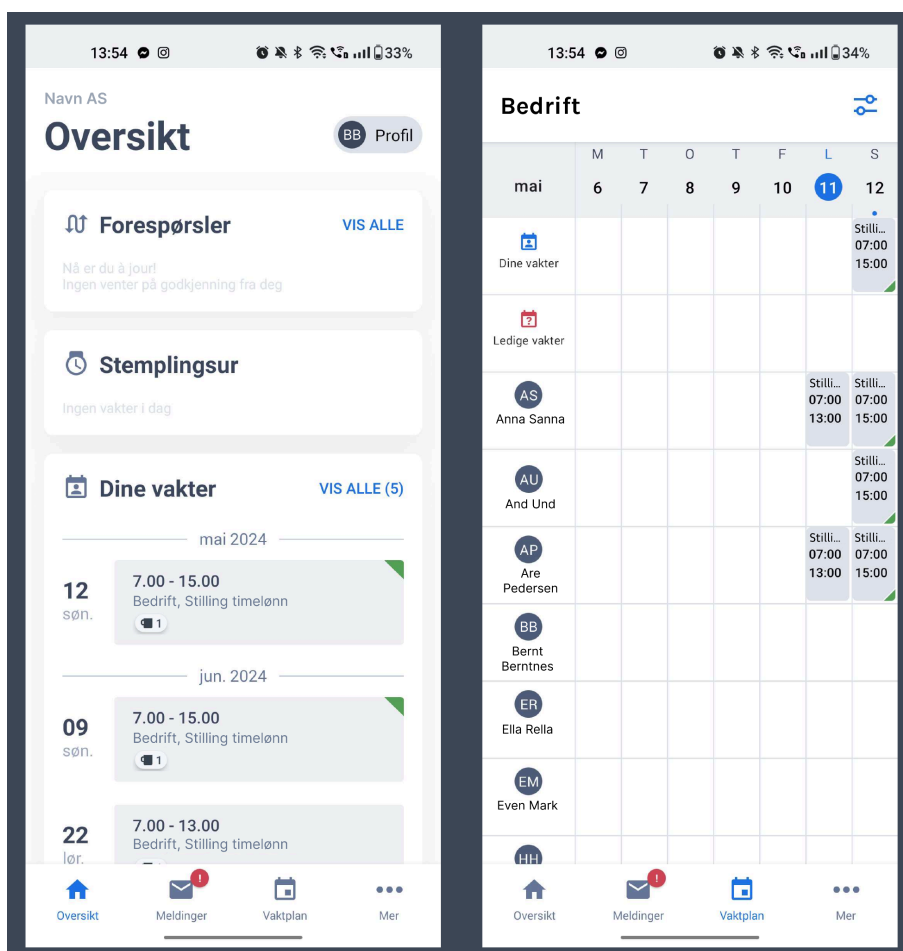 13:54
33%
Navn AS
Oversikt
BB Profil
Forespørsler
VIS ALLE
Nå er du à jour!
Ingen venter på godkjenning fra deg
Stemplingsur
Ingen vakter i dag
Dine vakter
VIS ALLE (5)
mai 2024
12
søn.
7.00 - 15.00
Bedrift, Stilling timelønn
1
jun. 2024
09
søn.
7.00 - 15.00
Bedrift, Stilling timelønn
1
22
lør.
7.00 - 13.00
Bedrift, Stilling timelønn
!
Oversikt Meldinger Vaktplan Mer
13:54
34%
Bedrift
M T O T F L S
mai 6 7 8 9 10 11 12
Dine vakter
Stilli...
07:00
15:00
?
Ledige vakter
AS
Anna Sanna
Stilli... Stilli...
07:00 07:00
13:00 15:00
AU
And Und
Stilli...
07:00
15:00
AP
Are
Pedersen
Stilli... Stilli...
07:00 07:00
13:00 15:00
BB
Bernt
Berntnes
ER
Ella Rella
EM
Even Mark
HH
!
Oversikt Meldinger Vaktplan Mer